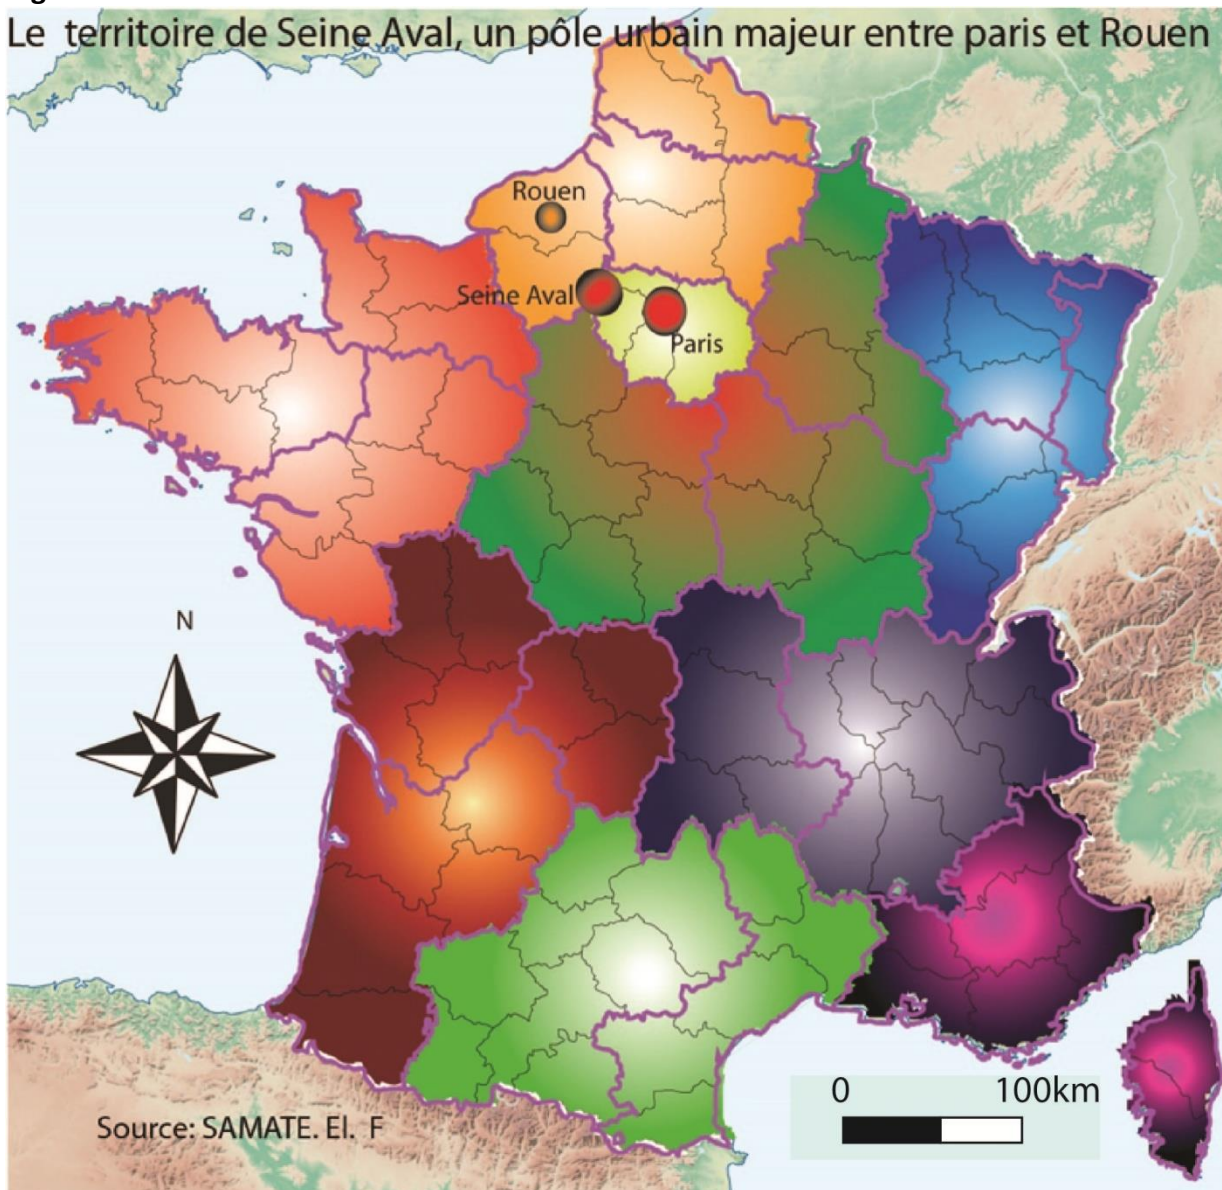 Le territoire de Seine Aval, un pôle urbain majeur entre paris et Rouen
Rouen
Seine Aval
Paris
N
0 100km
Source: SAMATE. El. F